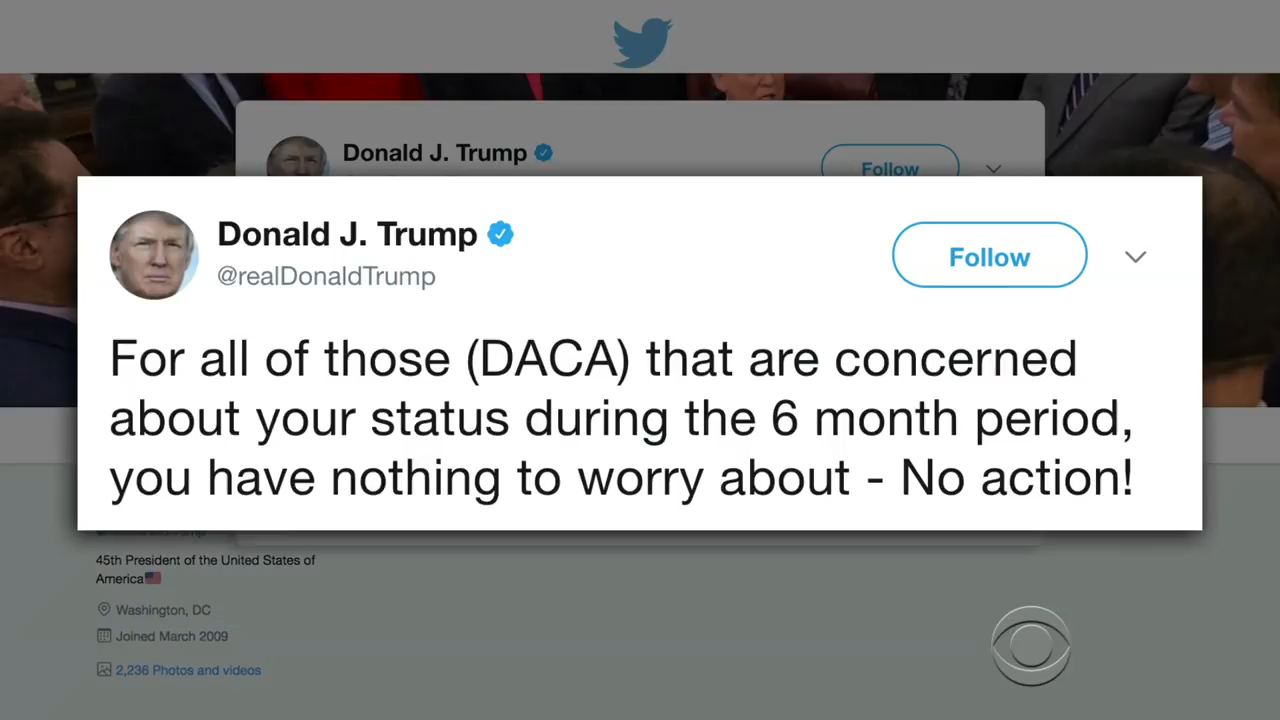 Donald J. Trump
Follow
Donald J. Trump
@realDonaldTrump
Follow
For all of those (DACA) that are concerned
about your status during the 6 month period,
you have nothing to worry about - No action!
45th President of the United States of
America
Washington, DC
Joined March 2009
2,236 Photos and videos